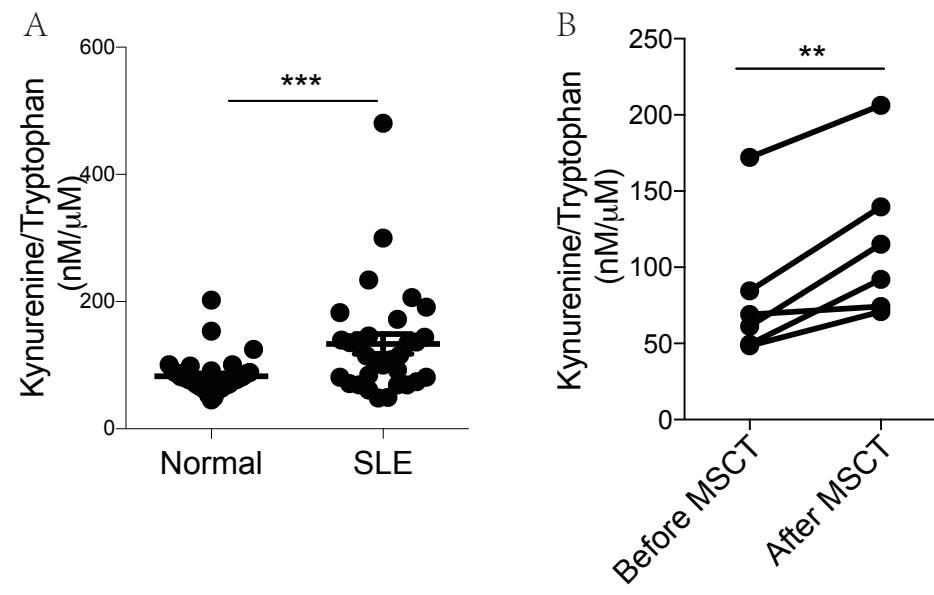 A
Kynurenine/Tryptophan
(nM/μM)
600
400
200
0
***
Normal
SLE
B
Kynurenine/Tryptophan
(nM/μM)
250
200
150
100
50
0
**
Before MSCT
After MSCT